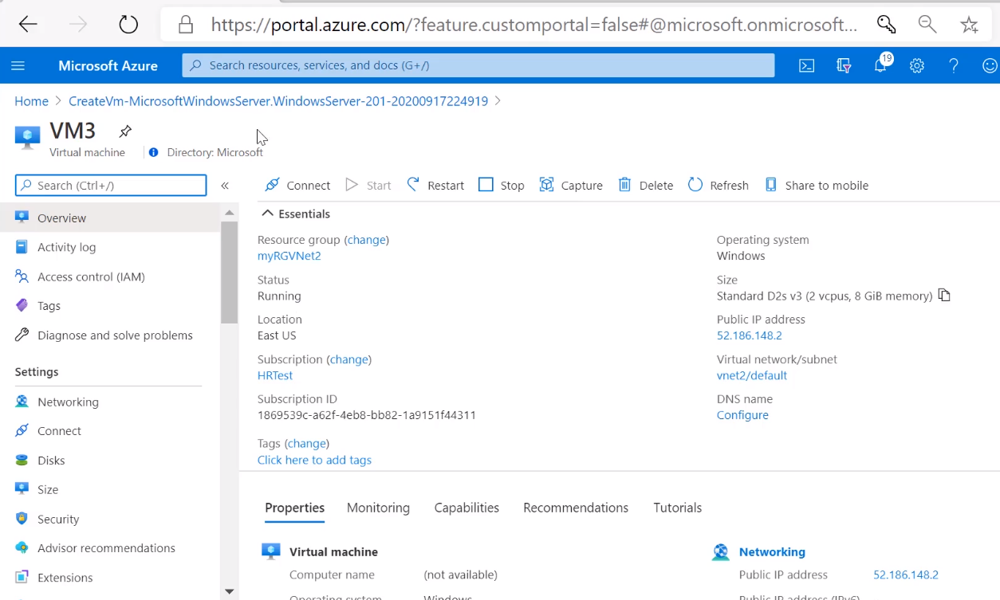 https://portal.azure.com/?feature.customportal=false#@microsoft.onmicrosoft...
Microsoft Azure
Search resources, services, and docs (G+/)
19
Home > CreateVm-MicrosoftWindowsServer.WindowsServer-201-20200917224919 >
VM3
Virtual machine
Directory: Microsoft
Search (Ctrl+/)
«
Connect
Start
Restart
Stop
Capture
Delete
Refresh
Share to mobile
Overview
Activity log
Access control (IAM)
Tags
Diagnose and solve problems
Settings
Networking
Connect
Disks
Size
Security
Advisor recommendations
Extensions
Essentials
Resource group (change)
myRGVNet2
Status
Running
Location
East US
Subscription (change)
HRTest
Subscription ID
1869539c-a62f-4eb8-bb82-1a9151f44311
Tags (change)
Click here to add tags
Operating system
Windows
Size
Standard D2s v3 (2 vcpus, 8 GiB memory)
Public IP address
52.186.148.2
Virtual network/subnet
vnet2/default
DNS name
Configure
Properties
Monitoring
Capabilities
Recommendations
Tutorials
Virtual machine
Computer name (not available)
Operating system Windows
Networking
Public IP address 52.186.148.2
Public IP address (IPv6)